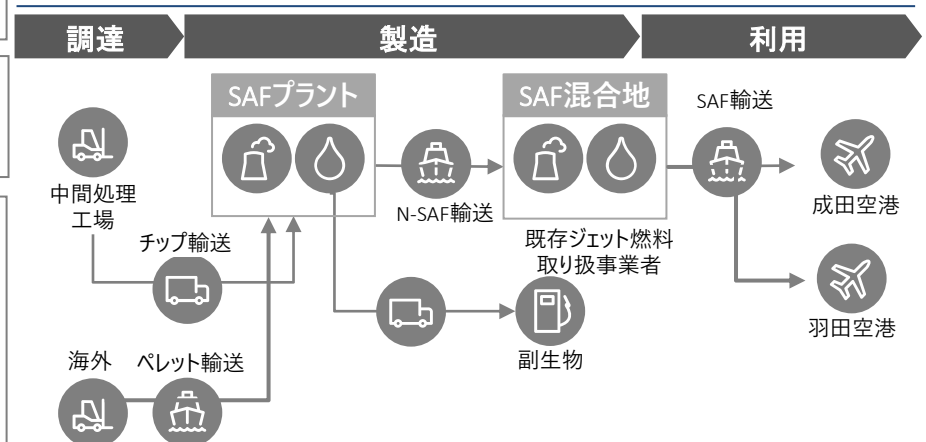 調達
製造
利用
SAFプラント
SAF混合地
SAF輸送
中間処理
工場
N-SAF輸送
成田空港
チップ輸送
既存ジェット燃料
取り扱事業者
羽田空港
海外
ペレット輸送
副生物